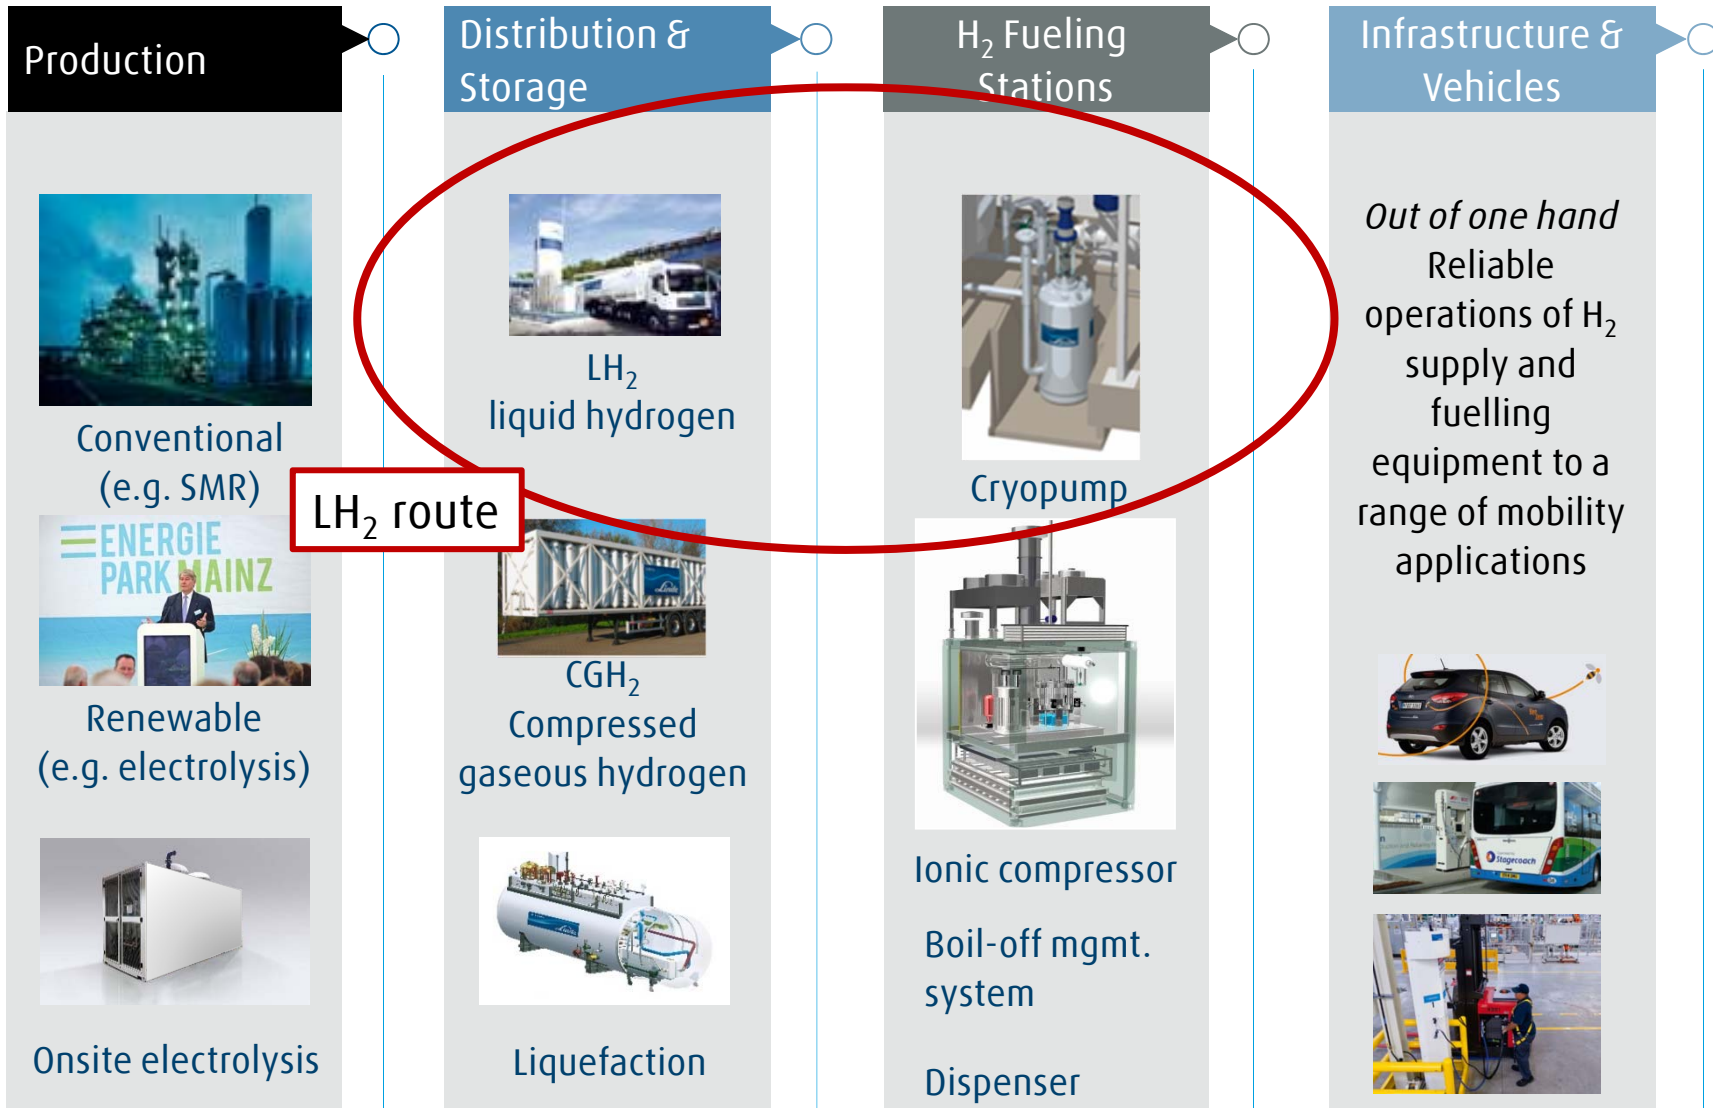 Production
Distribution &
Storage
H₂ Fueling
Stations
Infrastructure &
Vehicles
Conventional
(e.g. SMR)
ENERGIE
PARK MAINZ
Renewable
(e.g. electrolysis)
Onsite electrolysis
LH₂
liquid hydrogen
LH₂ route
Linde
CGH₂
Compressed
gaseous hydrogen
Liquefaction
Cryopump
Ionic compressor
Boil-off mgmt.
system
Dispenser
Out of one hand
Reliable
operations of H₂
supply and
fuelling
equipment to a
range of mobility
applications
Stagecoach